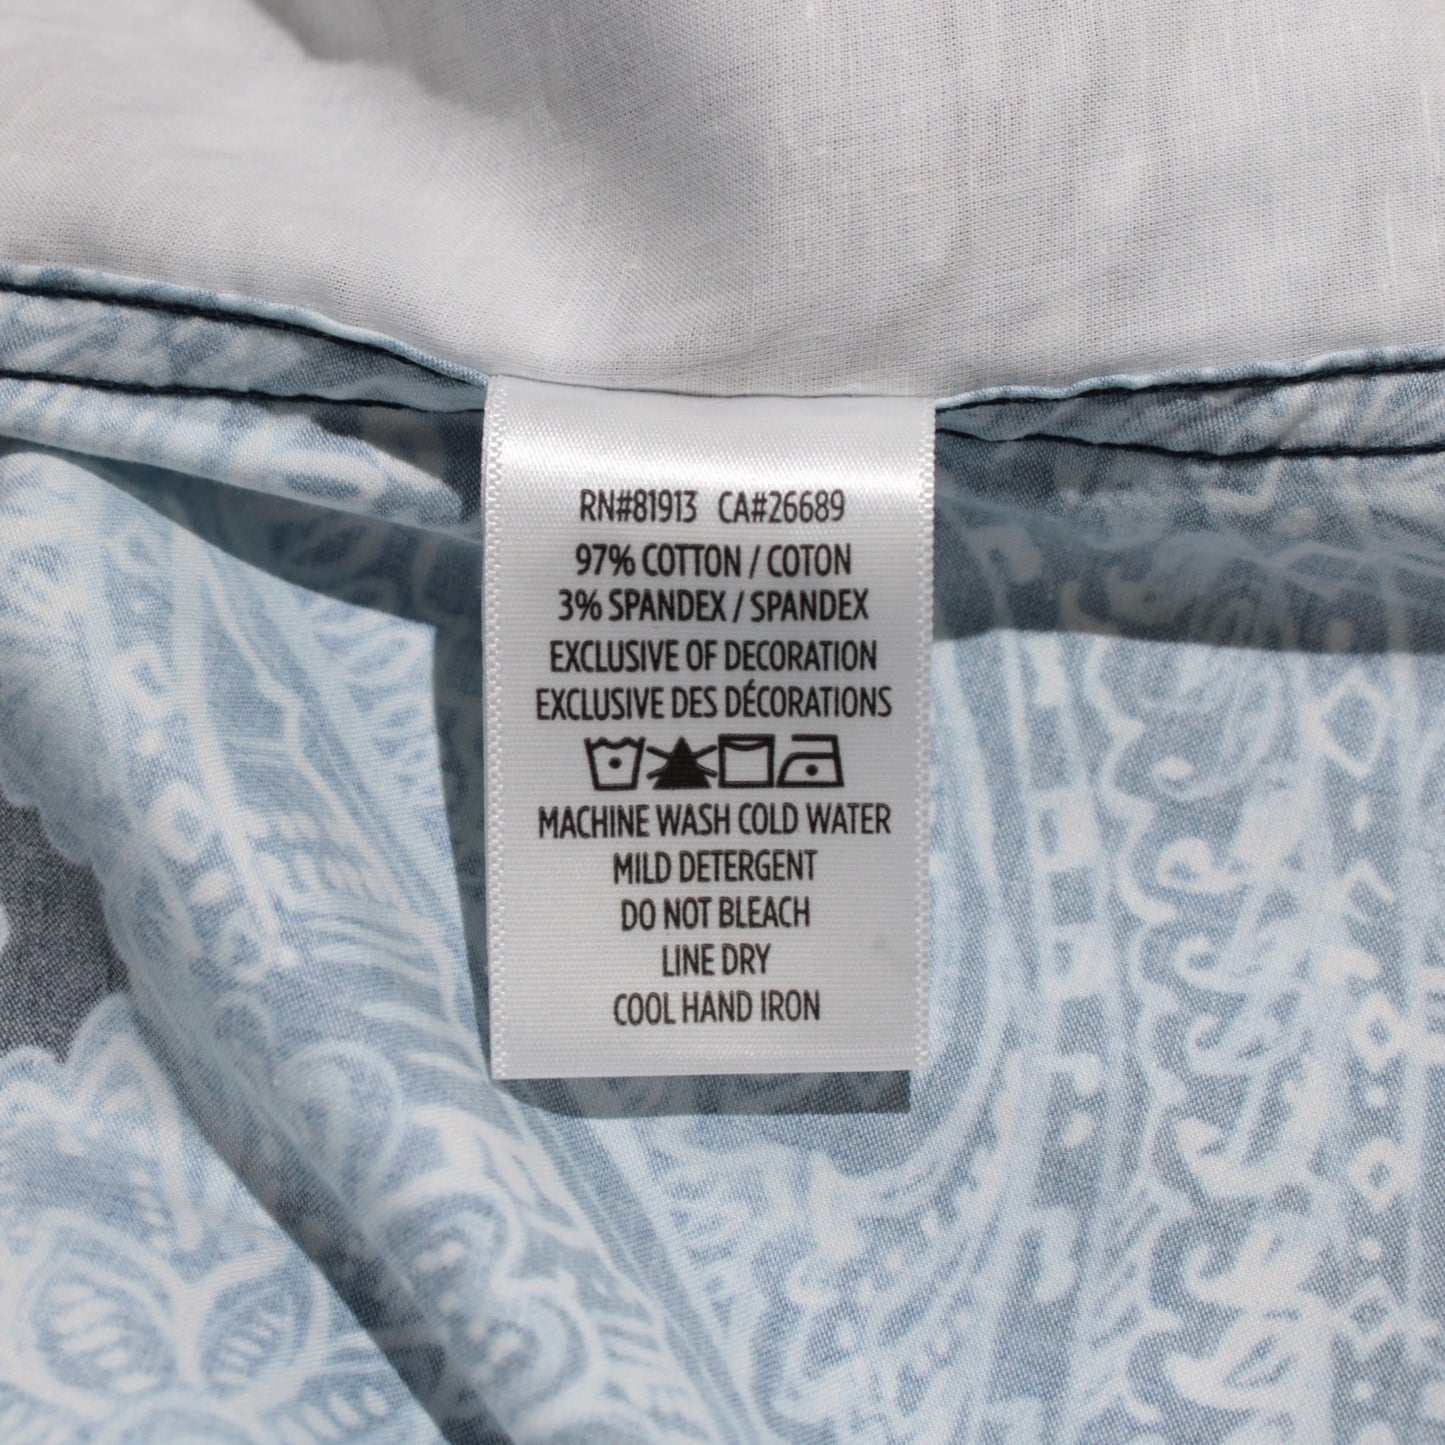 RN#81913 CA#26689
97% COTTON / COTON
3% SPANDEX / SPANDEX
EXCLUSIVE OF DECORATION
EXCLUSIVE DES DÉCORATIONS
MACHINE WASH COLD WATER
MILD DETERGENT
DO NOT BLEACH
LINE DRY
COOL HAND IRON